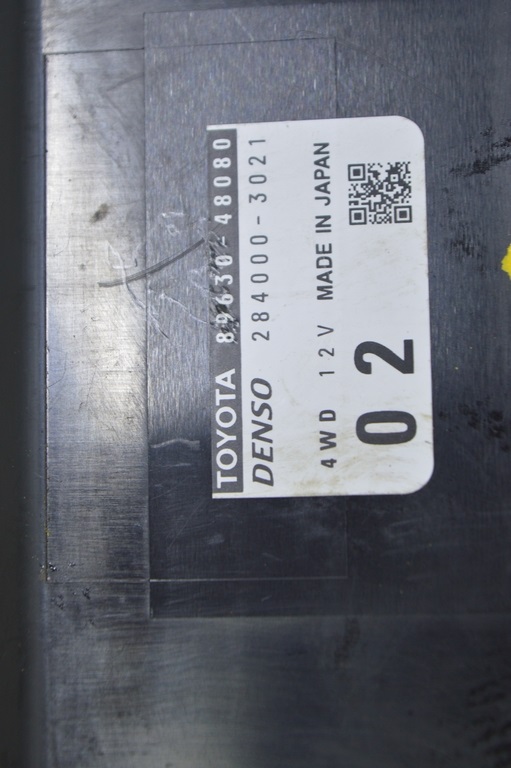 TOYOTA 89630-48080
DENSO 284000-3021
4WD 12V MADE IN JAPAN
02